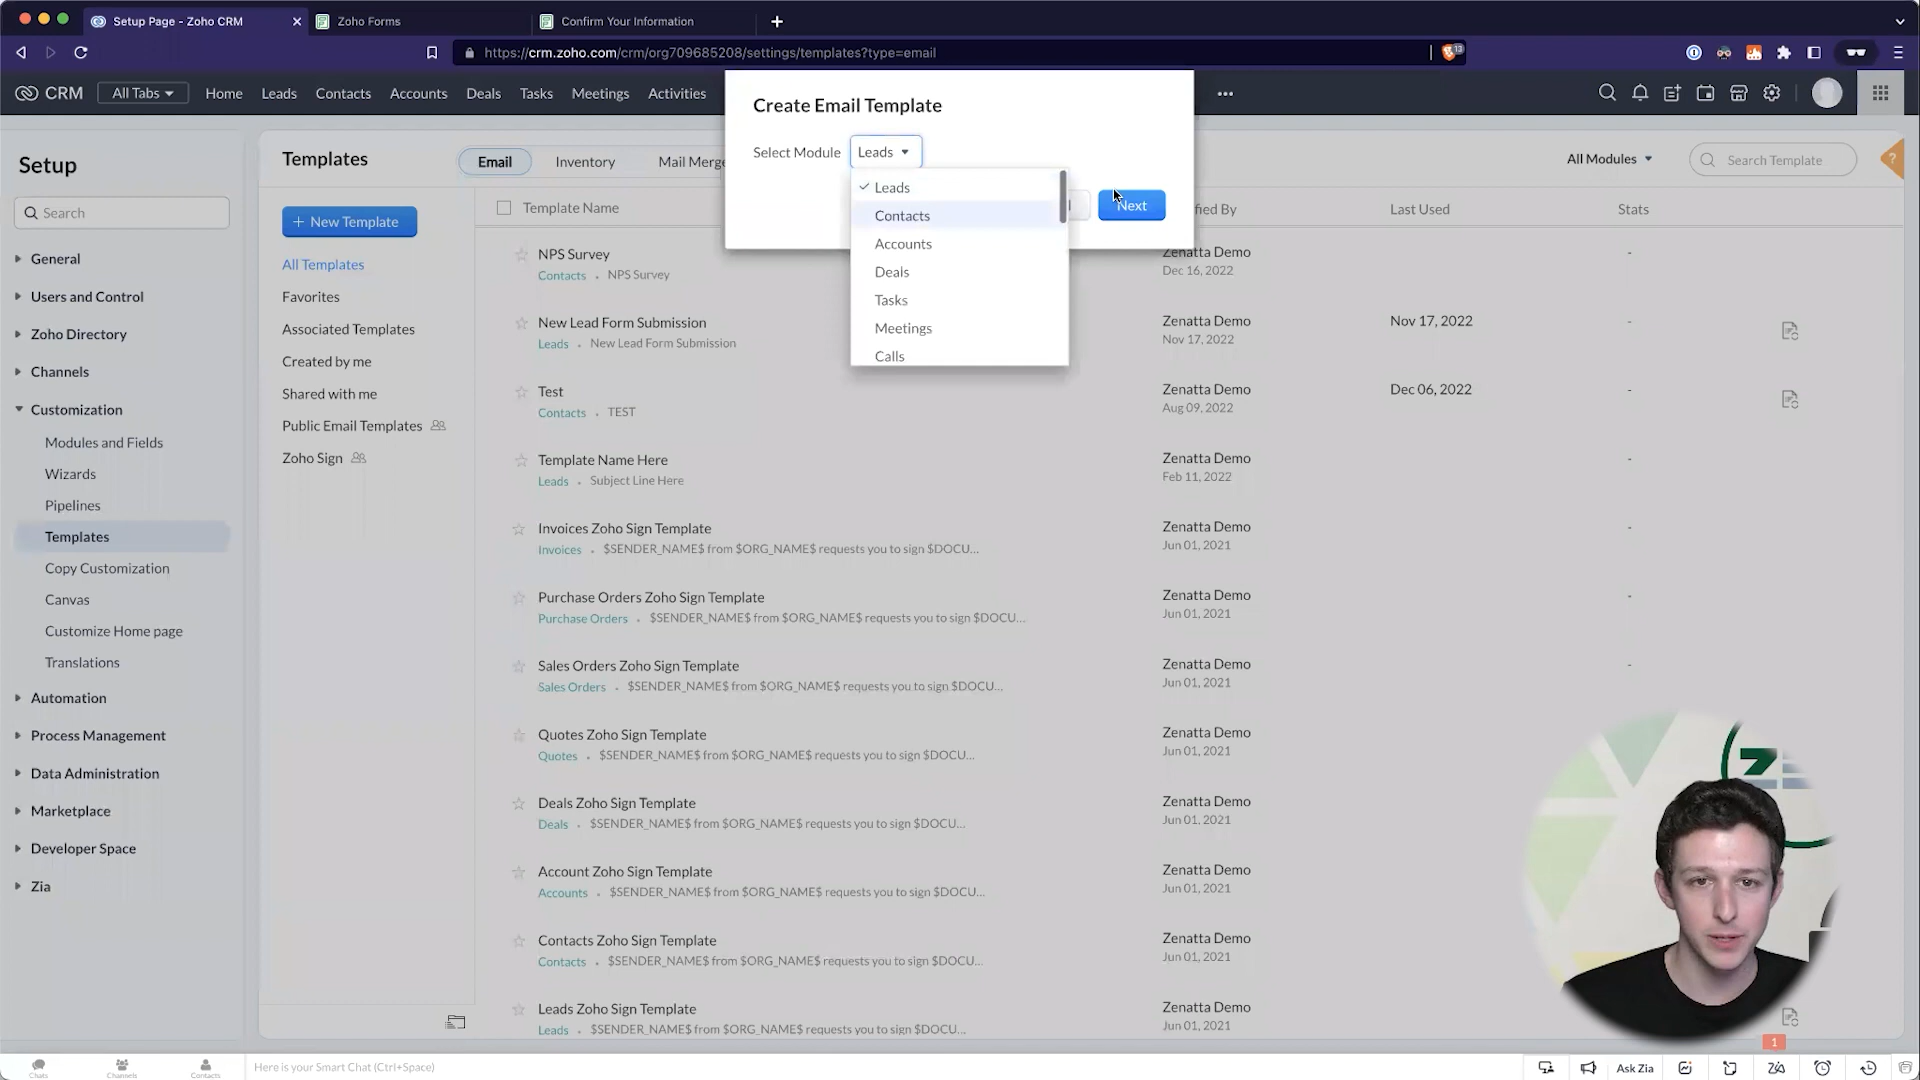 Setup Page - Zoho CRM
Zoho Forms
Confirm Your Information
https://crm.zoho.com/crm/org709685208/settings/templates?type=email
13
CRM
All Tabs
Home
Leads
Contacts
Accounts
Deals
Tasks
Meetings
Activities
Create Email Template
Select Module
Leads
Leads
Contacts
Accounts
Deals
Tasks
Meetings
Calls
Next
Setup
Search
General
Users and Control
Zoho Directory
Channels
Customization
Modules and Fields
Wizards
Pipelines
Templates
Copy Customization
Canvas
Customize Home page
Translations
Automation
Process Management
Data Administration
Marketplace
Developer Space
Zia
Templates
Email
Inventory
Mail Merge
All Modules
Search Template
?
+ New Template
All Templates
Favorites
Associated Templates
Created by me
Shared with me
Public Email Templates
Zoho Sign
Template Name
fied By
Last Used
Stats
NPS Survey
Contacts . NPS Survey
Zenatta Demo
Dec 16, 2022
-
New Lead Form Submission
Leads . New Lead Form Submission
Zenatta Demo
Nov 17, 2022
Nov 17, 2022
-
Test
Contacts . TEST
Zenatta Demo
Aug 09, 2022
Dec 06, 2022
-
Template Name Here
Leads . Subject Line Here
Zenatta Demo
Feb 11, 2022
-
Invoices Zoho Sign Template
Invoices . $SENDER_NAME$ from $ORG_NAME$ requests you to sign $DOCU...
Zenatta Demo
Jun 01, 2021
-
Purchase Orders Zoho Sign Template
Purchase Orders . $SENDER_NAME$ from $ORG_NAME$ requests you to sign $DOCU...
Zenatta Demo
Jun 01, 2021
-
Sales Orders Zoho Sign Template
Sales Orders . $SENDER_NAME$ from $ORG_NAME$ requests you to sign $DOCU...
Zenatta Demo
Jun 01, 2021
-
Quotes Zoho Sign Template
Quotes . $SENDER_NAME$ from $ORG_NAME$ requests you to sign $DOCU...
Zenatta Demo
Jun 01, 2021
Deals Zoho Sign Template
Deals . $SENDER_NAME$ from $ORG_NAME$ requests you to sign $DOCU...
Zenatta Demo
Jun 01, 2021
Account Zoho Sign Template
Accounts . $SENDER_NAME$ from $ORG_NAME$ requests you to sign $DOCU...
Zenatta Demo
Jun 01, 2021
Contacts Zoho Sign Template
Contacts . $SENDER_NAME$ from $ORG_NAME$ requests you to sign $DOCU...
Zenatta Demo
Jun 01, 2021
Leads Zoho Sign Template
Leads . $SENDER_NAME$ from $ORG_NAME$ requests you to sign $DOCU...
Zenatta Demo
Jun 01, 2021
1
Chats
Channels
Contacts
Here is your Smart Chat (Ctrl+Space)
Ask Zia